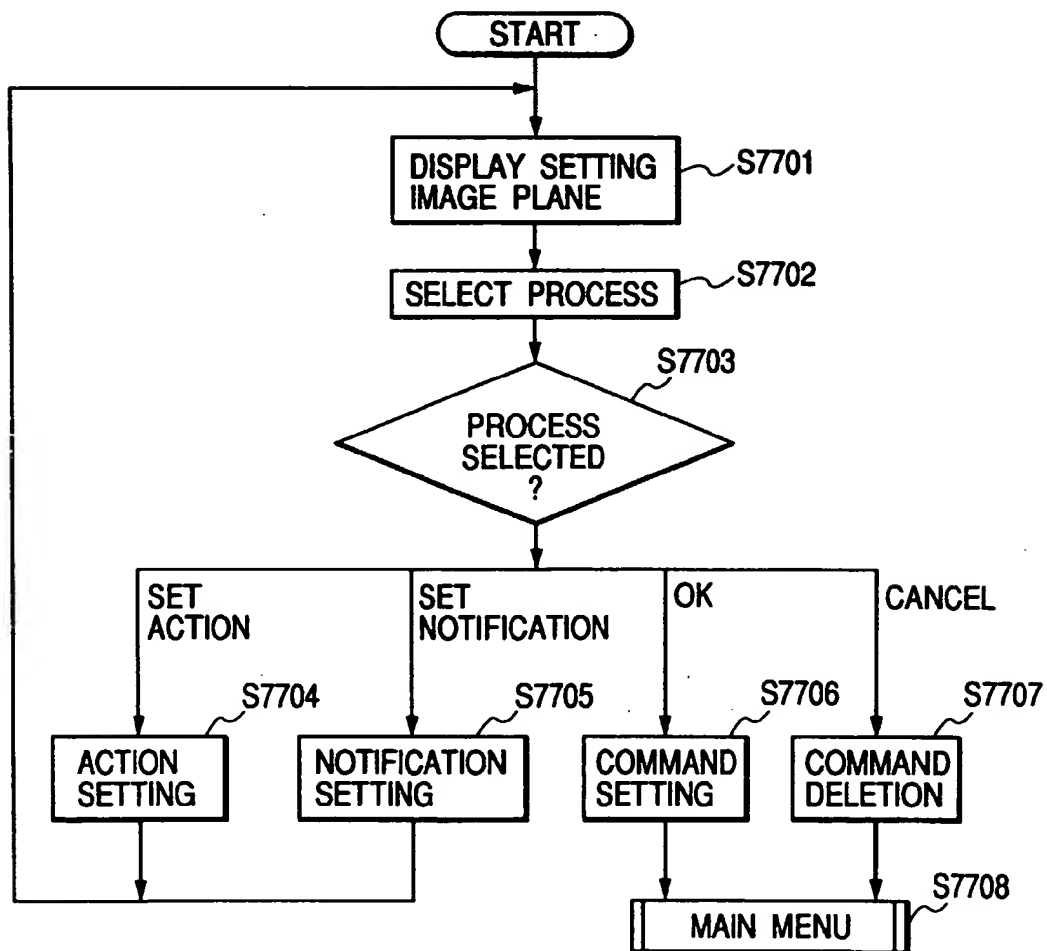 START
DISPLAY SETTING
IMAGE PLANE
S7701
SELECT PROCESS
S7702
S7703
PROCESS
SELECTED
?
SET
ACTION
SET
NOTIFICATION
OK
CANCEL
S7704
S7705
S7706
S7707
ACTION
SETTING
NOTIFICATION
SETTING
COMMAND
SETTING
COMMAND
DELETION
S7708
MAIN MENU